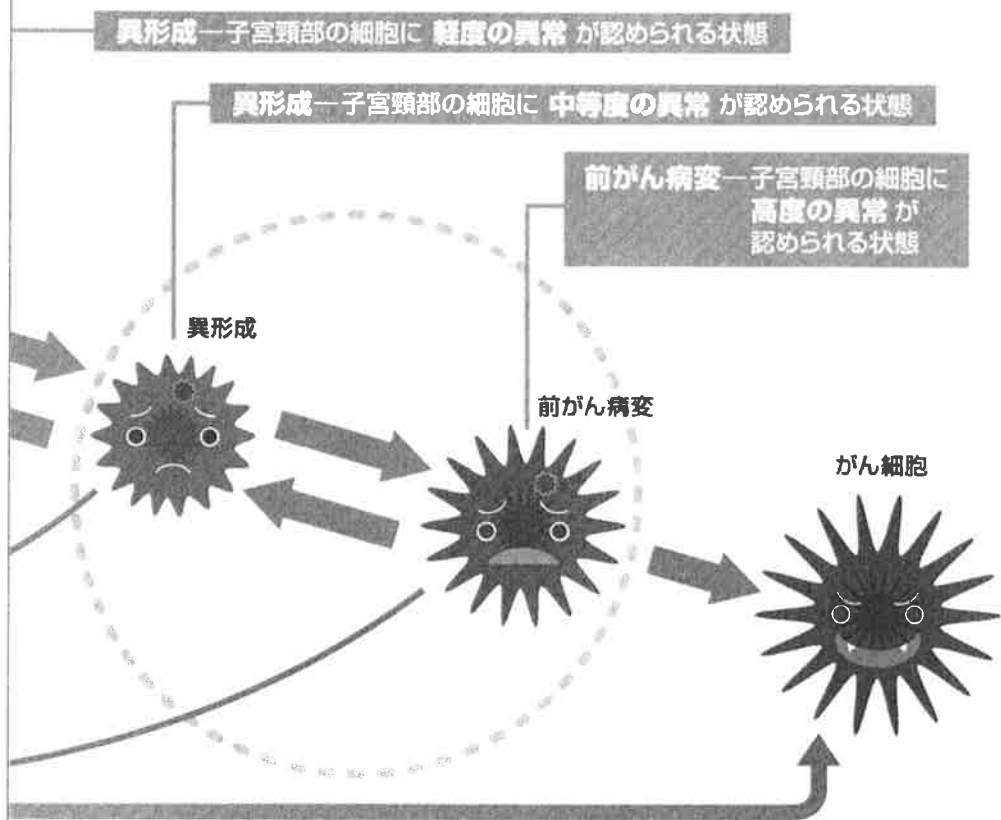 異形成―子宮頸部の細胞に 軽度の異常 が認められる状態
異形成―子宮頸部の細胞に 中等度の異常 が認められる状態
前がん病変―子宮頸部の細胞に
高度の異常 が
認められる状態
異形成
前がん病変
がん細胞